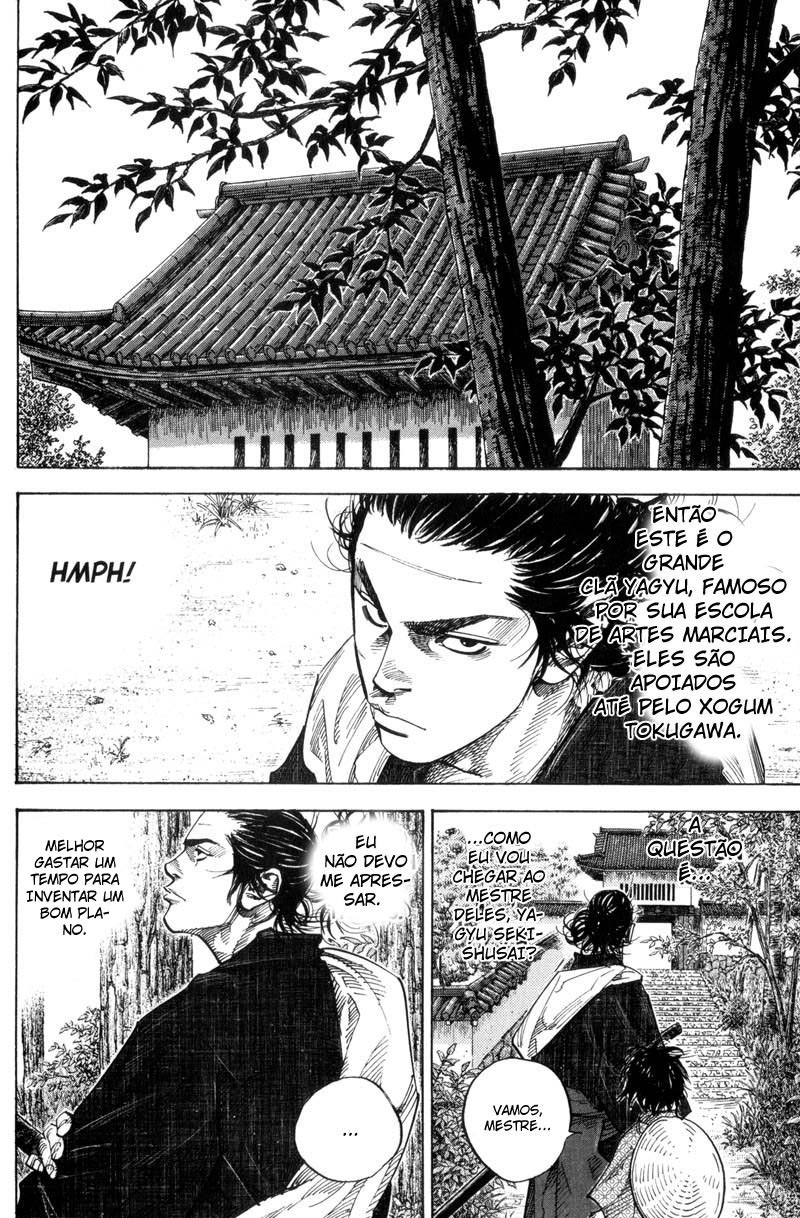 ENTÃO
ESTE É O
GRANDE
CLÃ YAGYU, FAMOSO
POR SUA ESCOLA
DE ARTES MARCIAIS.
ELES SÃO
APOIADOS
ATÉ PELO XOGUM
TOKUGAWA.
HMPH!
A
QUESTÃO
É...
...COMO
EU VOU
CHEGAR AO
MESTRE
DELES, YA-
GYU SEKI-
SHUSAI?
VAMOS,
MESTRE...
EU
NÃO DEVO
ME APRES-
SAR.
MELHOR
GASTAR UM
TEMPO PARA
INVENTAR UM
BOM PLA-
NO.
...